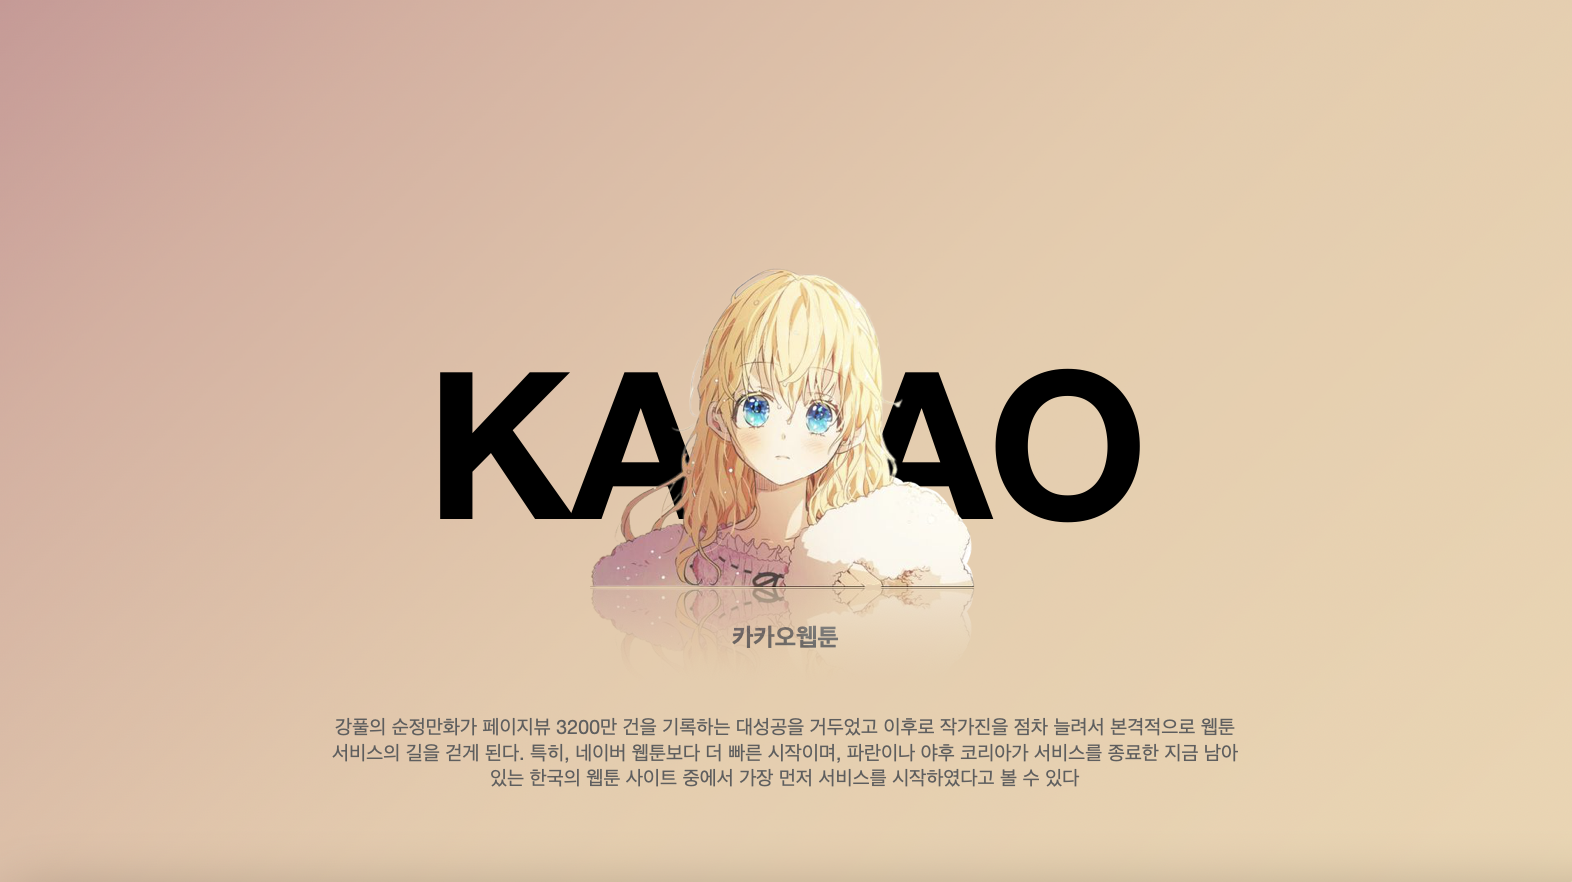 KA AO
카카오웹툰
강풀의 순정만화가 페이지뷰 3200만 건을 기록하는 대성공을 거두었고 이후로 작가진을 점차 늘려서 본격적으로 웹툰
서비스의 길을 걷게 된다. 특히, 네이버 웹툰보다 더 빠른 시작이며, 파란이나 야후 코리아가 서비스를 종료한 지금 남아
있는 한국의 웹툰 사이트 중에서 가장 먼저 서비스를 시작하였다고 볼 수 있다